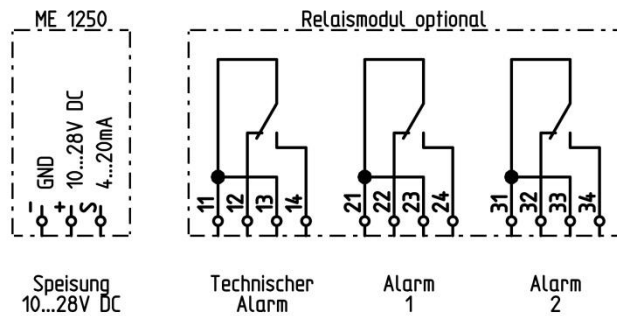 ME 1250
Relaismodul optional
GND
10...28V DC
4...20mA
- + S
11 12 13 14
21 22 23 24
31 32 33 34
Speisung
10...28V DC
Technischer
Alarm
Alarm
1
Alarm
2